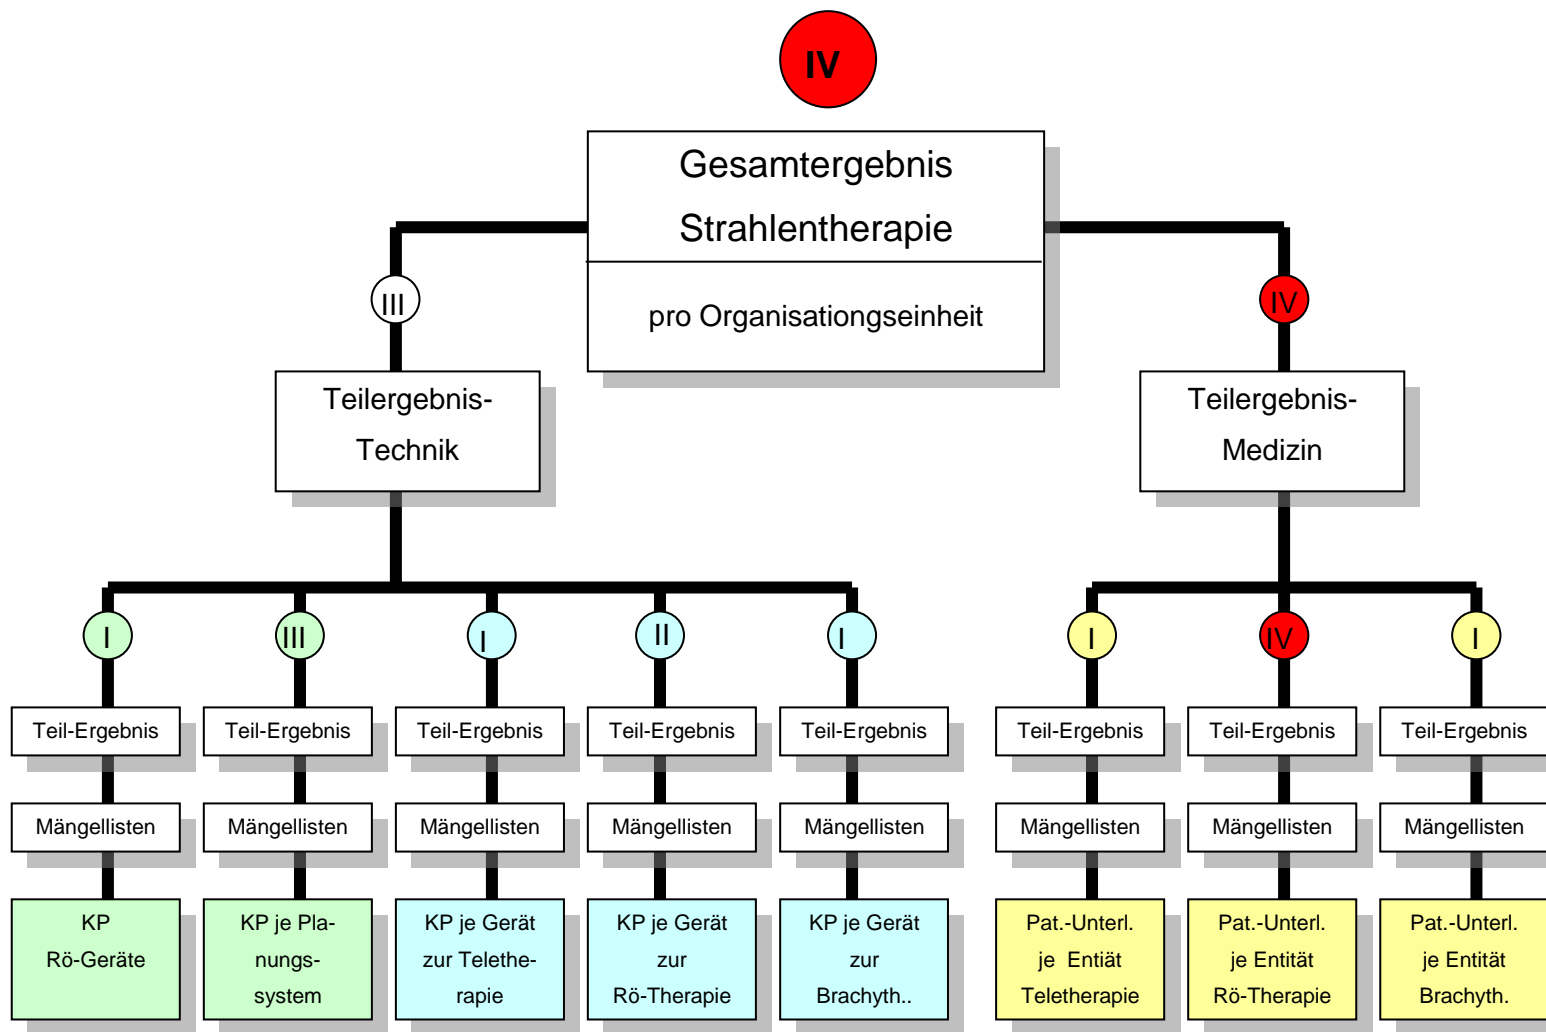 IV
Gesamtergebnis
Strahlentherapie
pro Organisationgseinheit
III
IV
Teilergebnis-
Technik
Teilergebnis-
Medizin
I
III
I
II
I
I
IV
I
Teil-Ergebnis
Teil-Ergebnis
Teil-Ergebnis
Teil-Ergebnis
Teil-Ergebnis
Teil-Ergebnis
Teil-Ergebnis
Teil-Ergebnis
Mängellisten
Mängellisten
Mängellisten
Mängellisten
Mängellisten
Mängellisten
Mängellisten
Mängellisten
KP
Rö-Geräte
KP je Pla-
nungs-
system
KP je Gerät
zur Telethe-
rapie
KP je Gerät
zur
Rö-Therapie
KP je Gerät
zur
Brachyth..
Pat.-Unterl.
je Entiät
Teletherapie
Pat.-Unterl.
je Entität
Rö-Therapie
Pat.-Unterl.
je Entität
Brachyth.